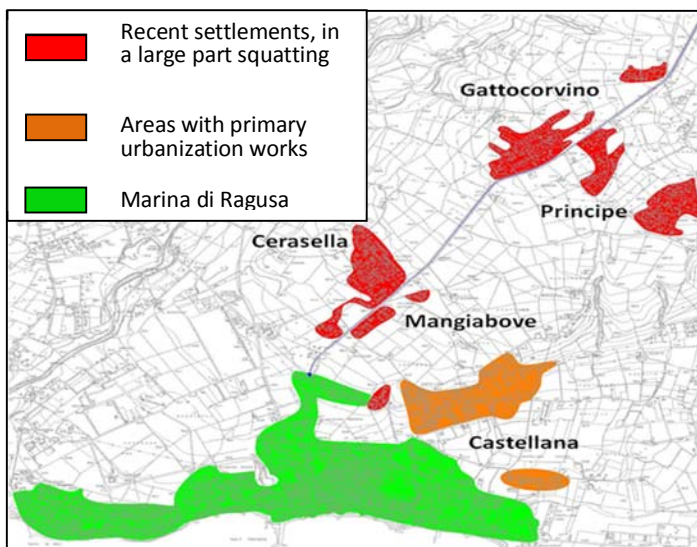 Recent settlements, in
a large part squatting
Areas with primary
urbanization works
Marina di Ragusa
Gattocorvino
Principe
Cerasella
Mangiabove
Castellana